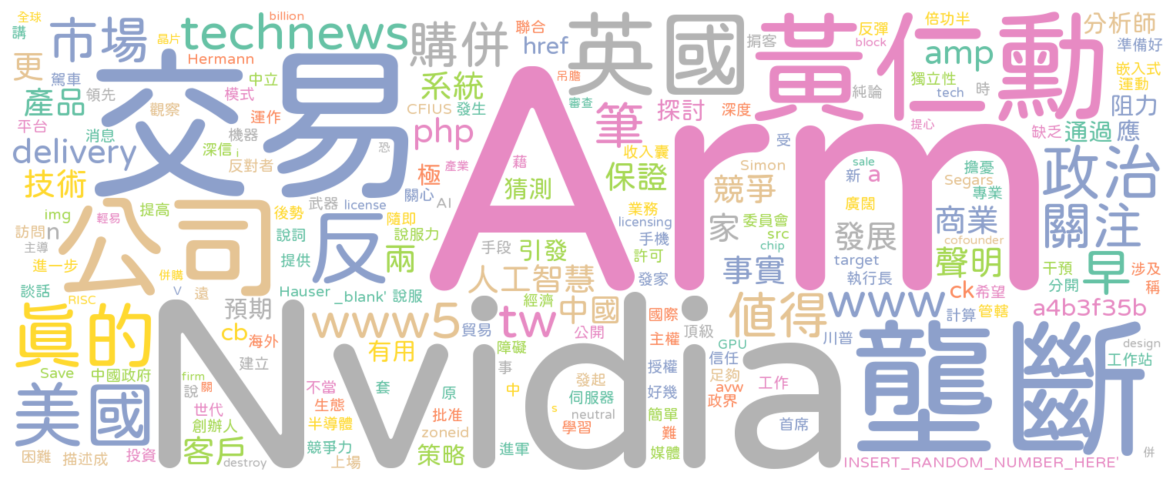 全球 billion 講 市場 technews 聯合 倍功半 反彈 分析師
晶片 Hermann 購併 href 掮客 英國 block 黃仁勳 amp 準備好
更 駕車 中立 系統 吊膽 獨立性 嵌入式
產品 領先 觀察 模式 CFIUS 發生 審查 純論 tech 時 運動
平台 交易 運作 php 筆 探討 深度 提心 阻力
消息 機器 Arm 受 缺乏 通過 應
delivery 深信 i 恐 產業 收入囊 Simon sale 擔憂 政治
技術 反對者 極 藉 保證 新 a Segars
武器 關心 猜測 競爭 專業
img 提高 輕易 後勢 license AI 業務 委員會 廣闊 商業 關注
訪問 n 公司 說詞 反 隨即 手段 引發 licensing 家 src 發展 cofounder
主導 說服力 兩 手機 chip target 聲明 早
進一步 併購 提供 人工智慧 許可 事實 執行長 干預 涉及
談話 RISC V 遠 Hauser _blank' 說服 發家 ck 希望 分開 稱
真的 預期 www5 經濟 中國 國際 頂級 值得 www 管轄 a4b3f35b
cb 海外 貿易 tw 公開 主權 川普 計算
Nvidia 有用 障礙 GPU 壟斷 design
Save 中國政府 建立 事 授權 信任 工作站
美國 firm 說 關 不當 套 原 中 發起 好幾 足夠 avw 工作
世代 生態 批准 伺服器 簡單 政界
創辦人 半導體 zoneid s neutral 難 首席
困難 描述成 投資 客戶 競爭力 策略 進軍 學習 媒體
destroy 上場 INSERT_RANDOM_NUMBER_HERE' 併